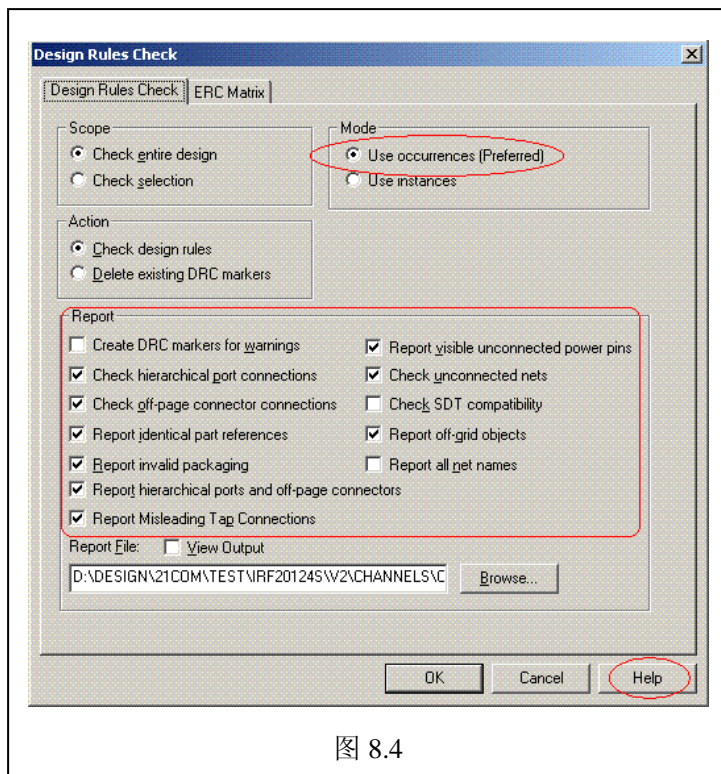 Design Rules Check
Design Rules Check ERC Matrix
Scope
Check entire design
Check selection
Mode
Use occurrences (Preferred)
Use instances
Action
Check design rules
Delete existing DRC markers
Report
Create DRC markers for warnings
Check hierarchical port connections
Check off-page connector connections
Report identical part references
Report invalid packaging
Report hierarchical ports and off-page connectors
Report Misleading Tap Connections
Report visible unconnected power pins
Check unconnected nets
Check SDT compatibility
Report off-grid objects
Report all net names
Report File: View Output
D:\DESIGN\21COM\TEST\IRF20124S\V2\CHANNELS\C Browse...
OK Cancel Help
图 8.4